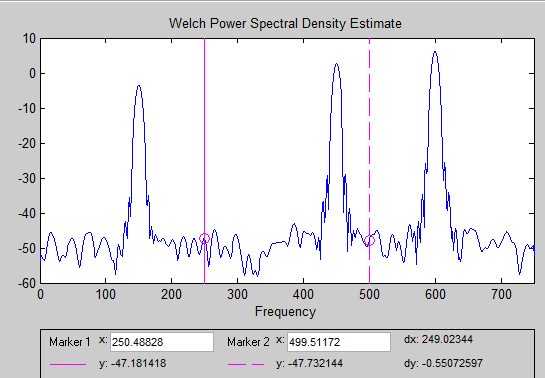 Welch Power Spectral Density Estimate
10
0
-10
-20
-30
-40
-50
-60
0 100 200 300 400 500 600 700
Frequency
Marker 1 x: 250.48828 Marker 2 x: 499.51172 dx: 249.02344
y: -47.181418 y: -47.732144 dy: -0.55072597